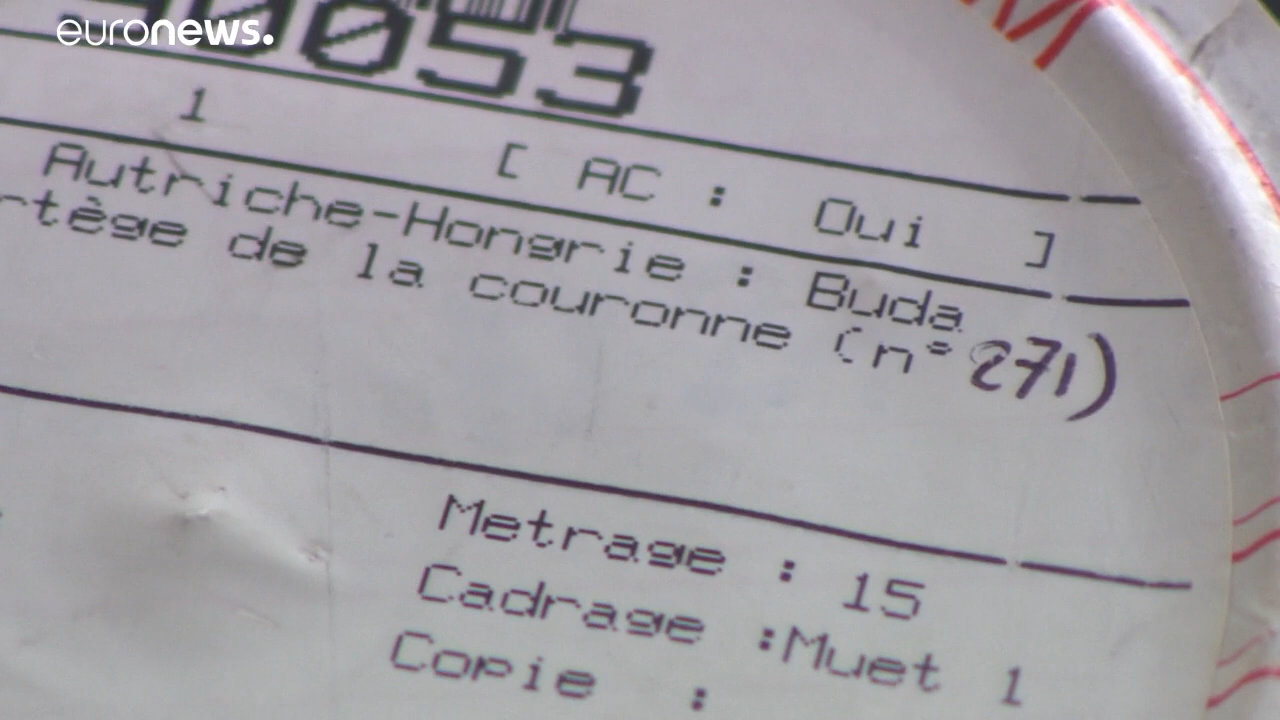 euronews.
0053
1 [ AC : Oui ]
Autriche-Hongrie : Buda
rtège de la couronne (n° 271)
Metrage : 15
Cadrage :Muet 1
Copie :